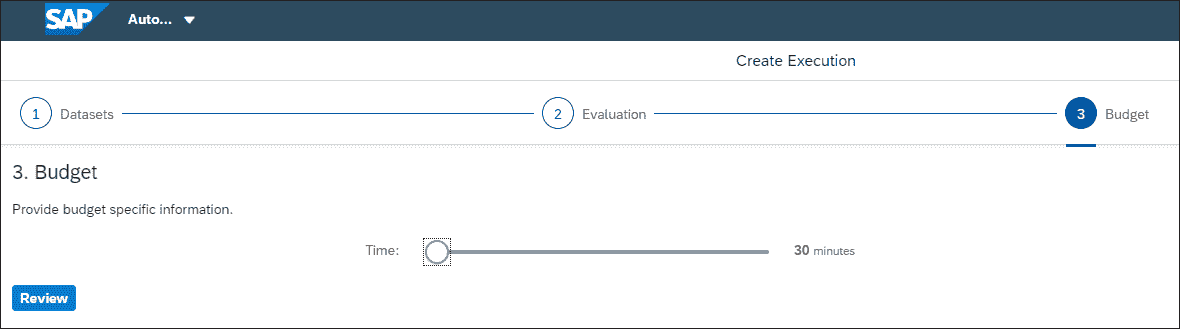 SAP Auto...
Create Execution
1 Datasets 2 Evaluation 3 Budget
3. Budget
Provide budget specific information.
Time: 30 minutes
Review